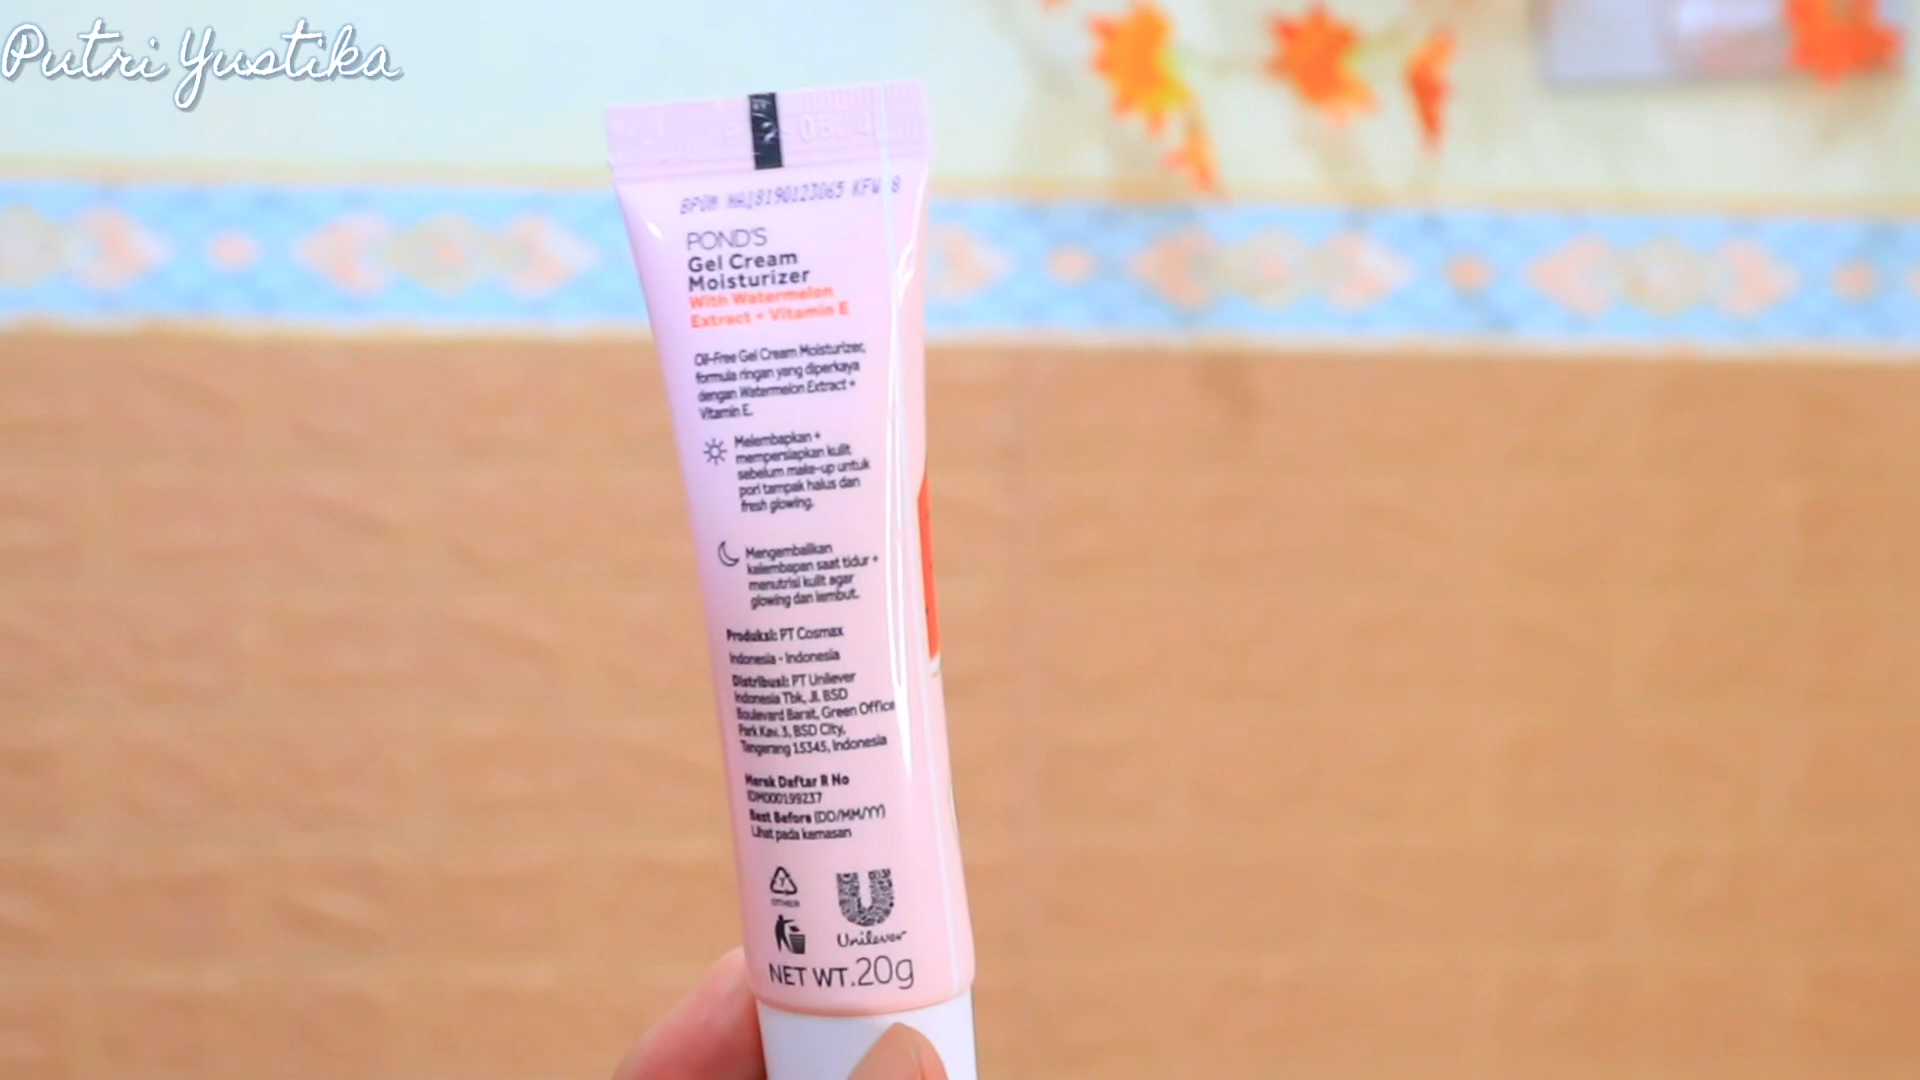 Putri Yustika
BPOM NA18190123065 KFW 8
POND'S
Gel Cream
Moisturizer
With Watermelon
Extract + Vitamin E
Oil-Free Gel Cream Moisturizer,
formula ringan yang diperkaya
dengan Watermelon Extract +
Vitamin E.
Melembapkan +
mempersiapkan kulit
sebelum make-up untuk
pori tampak halus dan
fresh glowing.
Mengembalikan
kelembapan saat tidur +
menutrisi kulit agar
glowing dan lembut.
Produksi: PT Cosmax
Indonesia - Indonesia
Distribusi: PT Unilever
Indonesia Tbk, Jl. BSD
Boulevard Barat, Green Office
Park Kav. 3, BSD City,
Tangerang 15345, Indonesia
Merek Daftar R No
IDM000199237
Best Before (DD/MM/YY)
Lihat pada kemasan
7
OTHER
Unilever
NET WT.20g